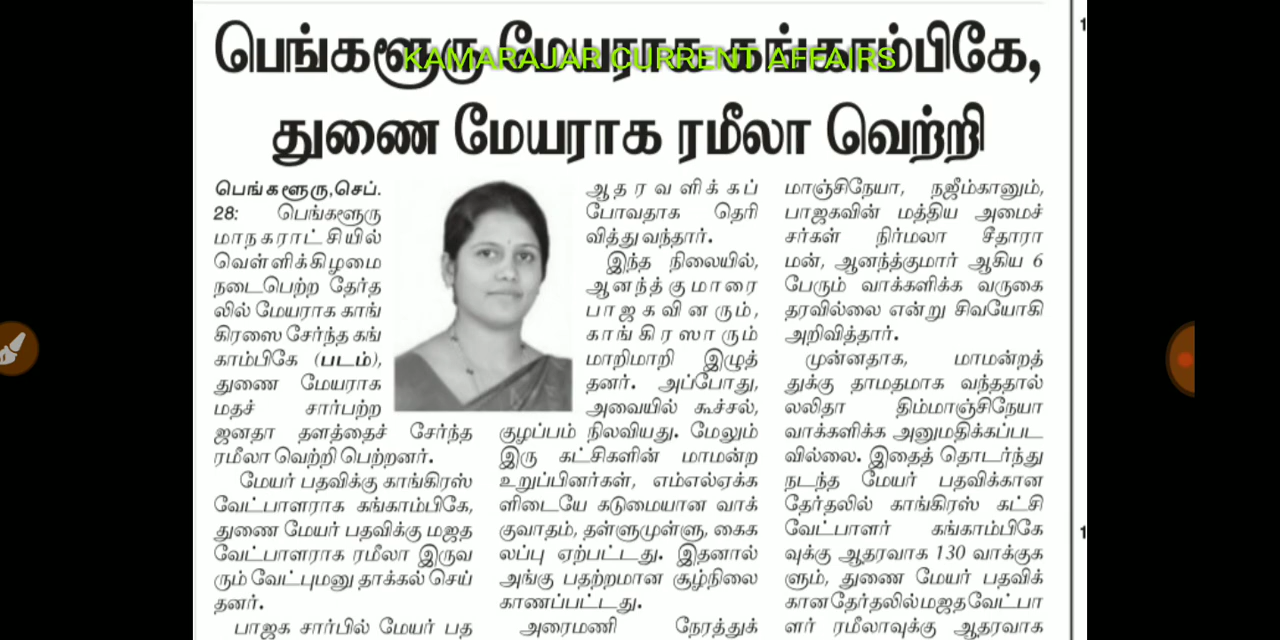 பெங்களூரு மேயராக கங்காம்பிகே,
KAMARAJAR CURRENT AFFAIRS
துணை மேயராக ரமீலா வெற்றி
பெங்களூரு,செப்.
28: பெங்களூரு
மாநகராட்சியில்
வெள்ளிக்கிழமை
நடைபெற்ற தேர்த
லில் மேயராக காங்
கிரஸை சேர்ந்த கங்
காம்பிகே (படம்),
துணை மேயராக
மதச் சார்பற்ற
ஜனதா தளத்தைச் சேர்ந்த
ரமீலா வெற்றி பெற்றனர்.
மேயர் பதவிக்கு காங்கிரஸ்
வேட்பாளராக கங்காம்பிகே,
துணை மேயர் பதவிக்கு மஜத
வேட்பாளராக ரமீலா இருவ
ரும் வேட்புமனு தாக்கல் செய்
தனர்.
பாஜக சார்பில் மேயர் பத
ஆதரவளிக்கப்
போவதாக தெரி
வித்து வந்தார்.
இந்த நிலையில்,
ஆனந்த்குமாரை
பாஜகவினரும்,
காங்கிரஸாரும்
மாறிமாறி இழுத்
தனர். அப்போது,
அவையில் கூச்சல்,
குழப்பம் நிலவியது. மேலும்
இரு கட்சிகளின் மாமன்ற
உறுப்பினர்கள், எம்எல்ஏக்க
ளிடையே கடுமையான வாக்
குவாதம், தள்ளுமுள்ளு, கைக
லப்பு ஏற்பட்டது. இதனால்
அங்கு பதற்றமான சூழ்நிலை
காணப்பட்டது.
அரைமணி நேரத்துக்
மாஞ்சிநேயா, நஜீம்கானும்,
பாஜகவின் மத்திய அமைச்
சர்கள் நிர்மலா சீதாரா
மன், ஆனந்த்குமார் ஆகிய 6
பேரும் வாக்களிக்க வருகை
தரவில்லை என்று சிவயோகி
அறிவித்தார்.
முன்னதாக, மாமன்றத்
துக்கு தாமதமாக வந்ததால்
லலிதா திம்மாஞ்சிநேயா
வாக்களிக்க அனுமதிக்கப்பட
வில்லை. இதைத் தொடர்ந்து
நடந்த மேயர் பதவிக்கான
தேர்தலில் காங்கிரஸ் கட்சி
வேட்பாளர் கங்காம்பிகே
வுக்கு ஆதரவாக 130 வாக்குக
ளும், துணை மேயர் பதவிக்
கான தேர்தலில் மஜத வேட்பா
ளர் ரமீலாவுக்கு ஆதரவாக
1
1